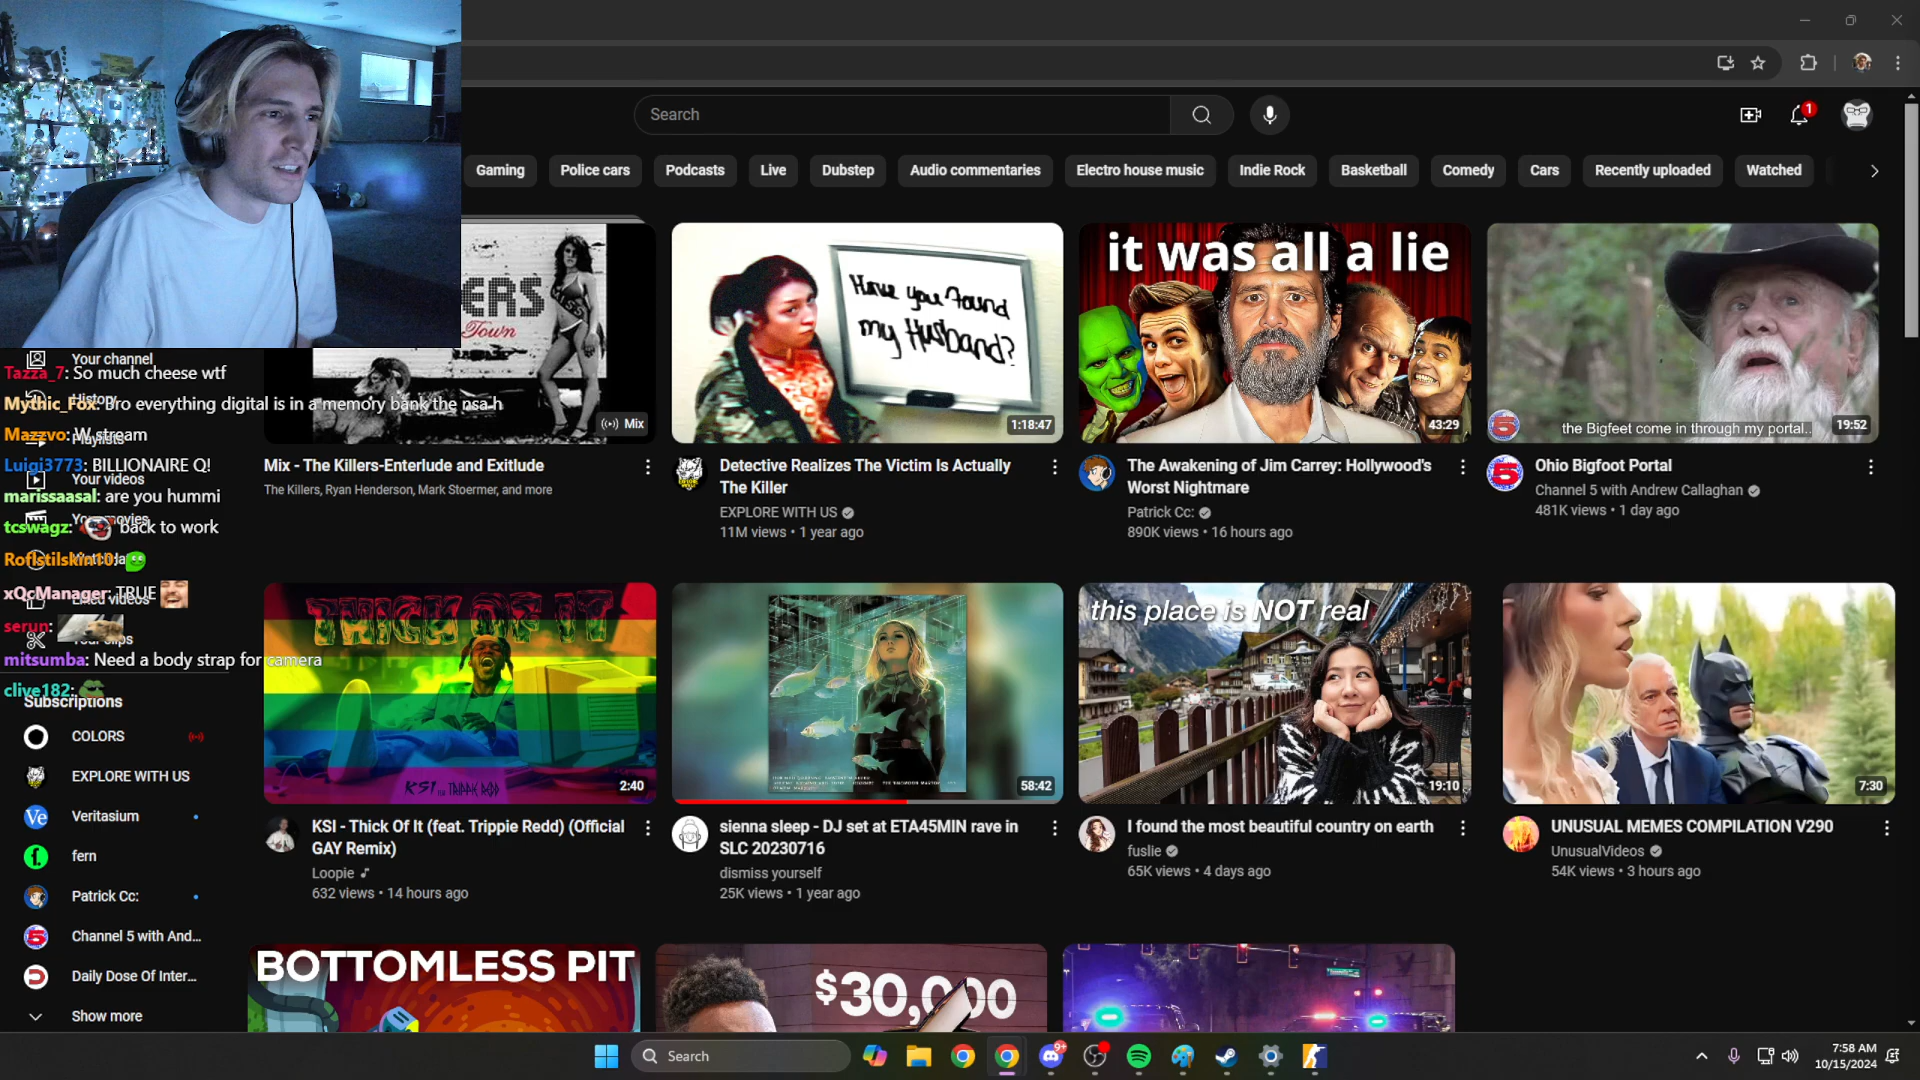 Search
1
Gaming
Police cars
Podcasts
Live
Dubstep
Audio commentaries
Electro house music
Indie Rock
Basketball
Comedy
Cars
Recently uploaded
Watched
ERS
Town
Mix
Have you found
my Husband?
1:18:47
it was all a lie
43:29
the Bigfeet come in through my portal..
19:52
Mix - The Killers-Enterlude and Exitlude
The Killers, Ryan Henderson, Mark Stoermer, and more
Detective Realizes The Victim Is Actually
The Killer
EXPLORE WITH US
11M views • 1 year ago
The Awakening of Jim Carrey: Hollywood's
Worst Nightmare
Patrick Cc:
890K views • 16 hours ago
Ohio Bigfoot Portal
Channel 5 with Andrew Callaghan
481K views • 1 day ago
Your channel
Tazza_7: So much cheese wtf
History
Mythic_Fox: Bro everything digital is in a memory bank the nsa h
Mazzvo: W stream
Playlists
Luigi3773: BILLIONAIRE Q!
Your videos
marissaasal: are you hummi
Your movies
tcswagz: back to work
Roflstilskin10:
xQcManager: TRUE
Liked videos
serun:
Your clips
mitsumba: Need a body strap for camera
clive182:
Subscriptions
COLORS
EXPLORE WITH US
Veritasium
fern
Patrick Cc:
Channel 5 with And...
Daily Dose Of Inter...
Show more
THICK OF IT
KSI
TRIPPIE REDD
2:40
58:42
this place is NOT real
19:10
7:30
KSI - Thick Of It (feat. Trippie Redd) (Official
GAY Remix)
Loopie
632 views • 14 hours ago
sienna sleep - DJ set at ETA45MIN rave in
SLC 20230716
dismiss yourself
25K views • 1 year ago
I found the most beautiful country on earth
fuslie
65K views • 4 days ago
UNUSUAL MEMES COMPILATION V290
UnusualVideos
54K views • 3 hours ago
BOTTOMLESS PIT
$30,000
Search
9+
7:58 AM
10/15/2024